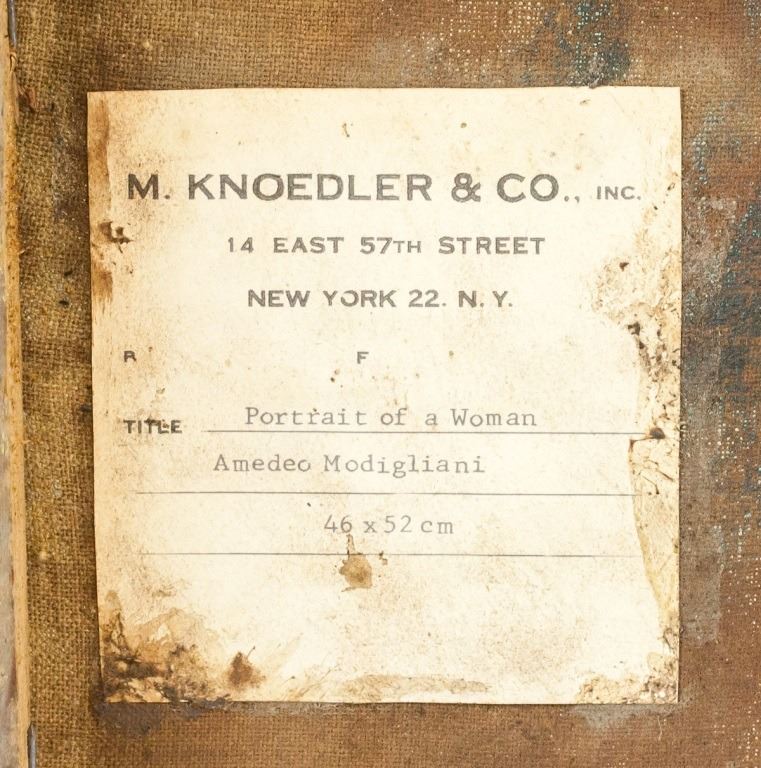 M. KNOEDLER & CO., INC.
14 EAST 57TH STREET
NEW YORK 22. N. Y.
R F
TITLE Portrait of a Woman
Amedeo Modigliani
46 x 52 cm